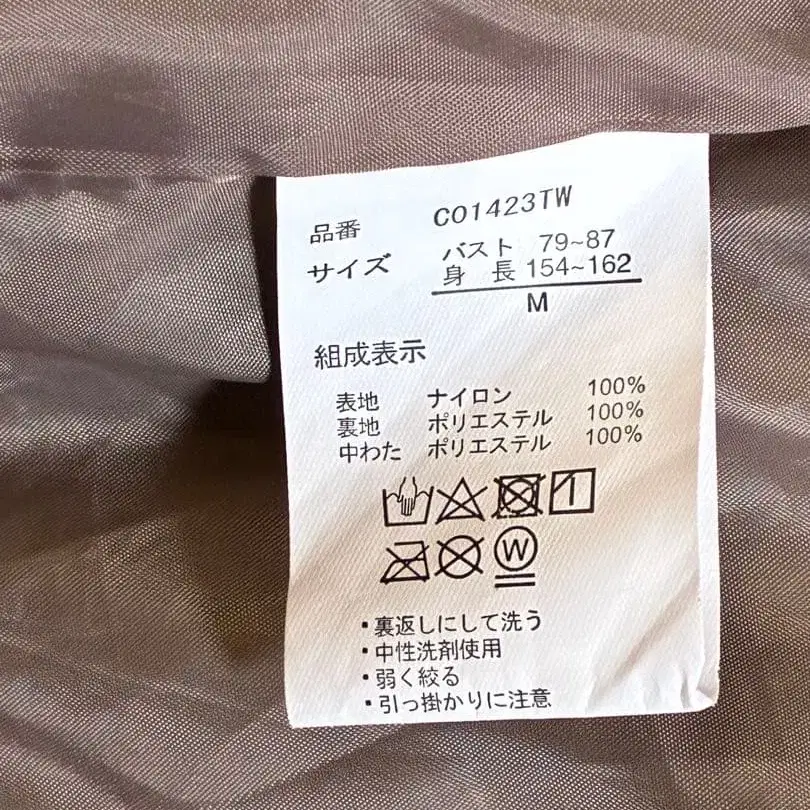 品番 CO1423TW
サイズ バスト 79~87
身 長 154~162
M
組成表示
表地 ナイロン 100%
裏地 ポリエステル 100%
中わた ポリエステル 100%
W
・裏返しにして洗う
・中性洗剤使用
・弱く絞る
・引っ掛かりに注意